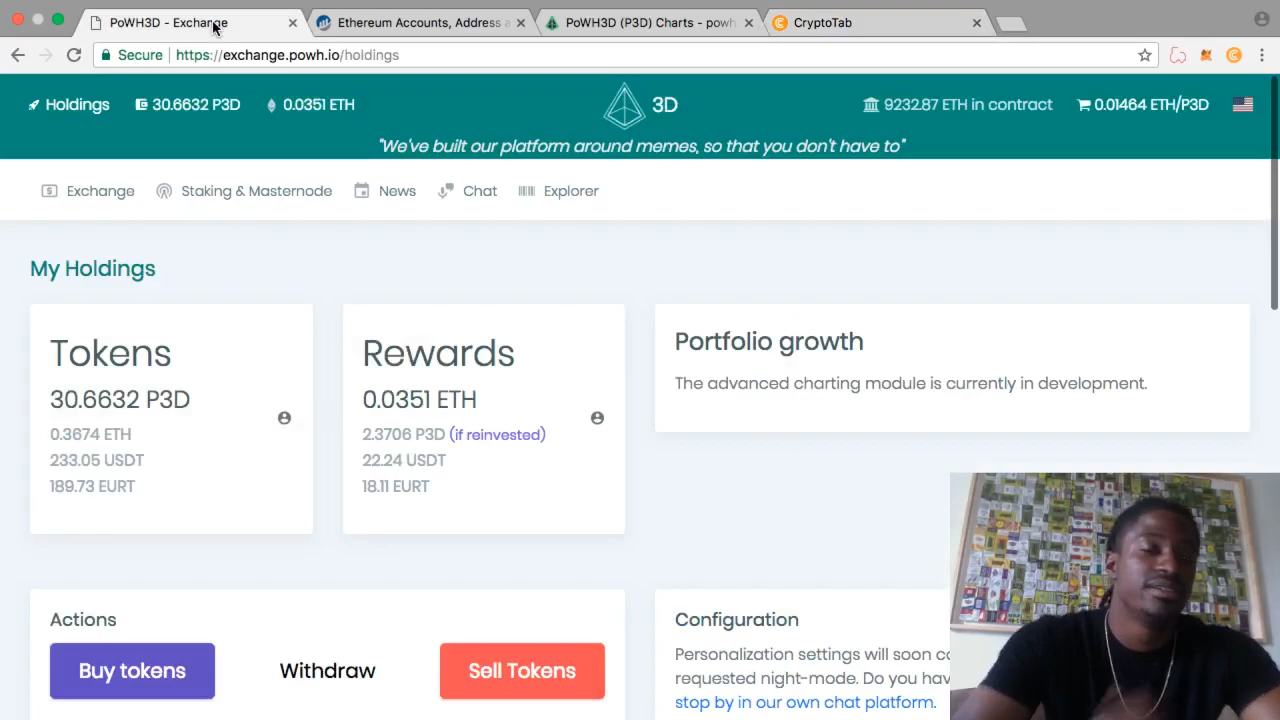 PoWH3D - Exchange
Ethereum Accounts, Address a
PoWH3D (P3D) Charts - powh
CryptoTab
Secure https://exchange.powh.io/holdings
Holdings 30.6632 P3D 0.0351 ETH 3D 9232.87 ETH in contract 0.01464 ETH/P3D
"We've built our platform around memes, so that you don't have to"
Exchange Staking & Masternode News Chat Explorer
My Holdings
Tokens
30.6632 P3D
0.3674 ETH
233.05 USDT
189.73 EURT
Rewards
0.0351 ETH
2.3706 P3D (if reinvested)
22.24 USDT
18.11 EURT
Portfolio growth
The advanced charting module is currently in development.
Actions
Buy tokens Withdraw Sell Tokens
Configuration
Personalization settings will soon co
requested night-mode. Do you hav
stop by in our own chat platform.